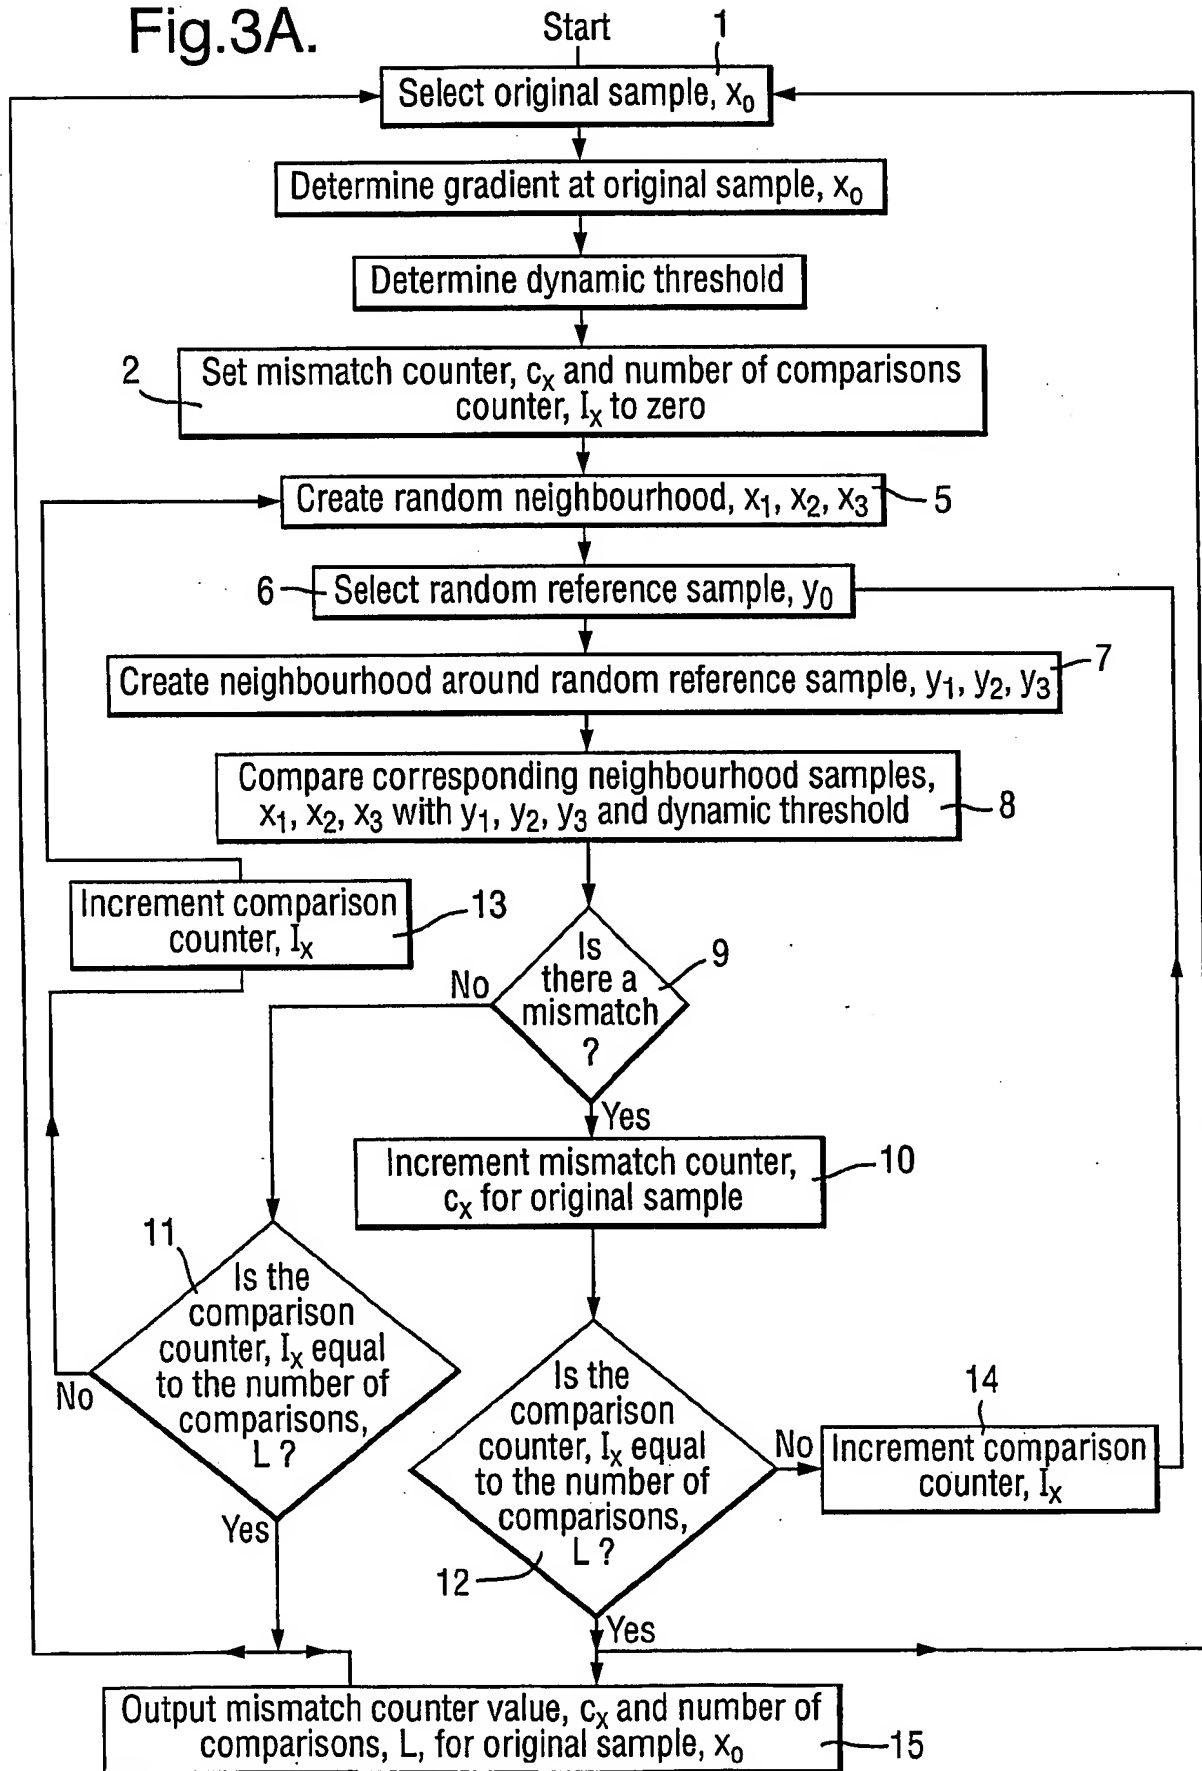 Fig.3A.
Start
1
Select original sample, x₀
Determine gradient at original sample, x₀
Determine dynamic threshold
2
Set mismatch counter, cₓ and number of comparisons
counter, Iₓ to zero
Create random neighbourhood, x₁, x₂, x₃
5
6
Select random reference sample, y₀
7
Create neighbourhood around random reference sample, y₁, y₂, y₃
Compare corresponding neighbourhood samples,
x₁, x₂, x₃ with y₁, y₂, y₃ and dynamic threshold
8
Increment comparison
counter, Iₓ
13
Is
there a
mismatch
?
9
No
Yes
Increment mismatch counter,
cₓ for original sample
10
11
Is the
comparison
counter, Iₓ equal
to the number of
comparisons,
L ?
No
Yes
Is the
comparison
counter, Iₓ equal
to the number of
comparisons,
L ?
12
No
Yes
14
Increment comparison
counter, Iₓ
Output mismatch counter value, cₓ and number of
comparisons, L, for original sample, x₀
15